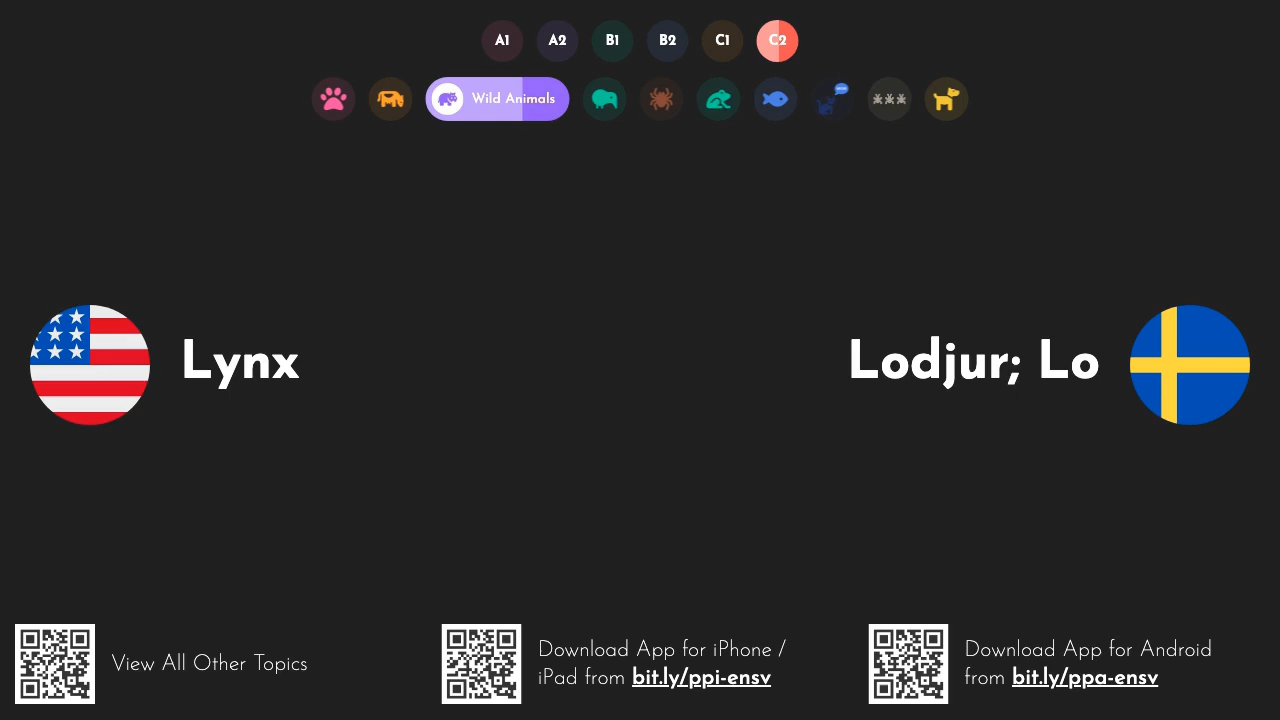 A1 A2 B1 B2 C1 C2
Wild Animals
Lynx
Lodjur; Lo
View All Other Topics
Download App for iPhone /
iPad from bit.ly/ppi-ensv
Download App for Android
from bit.ly/ppa-ensv